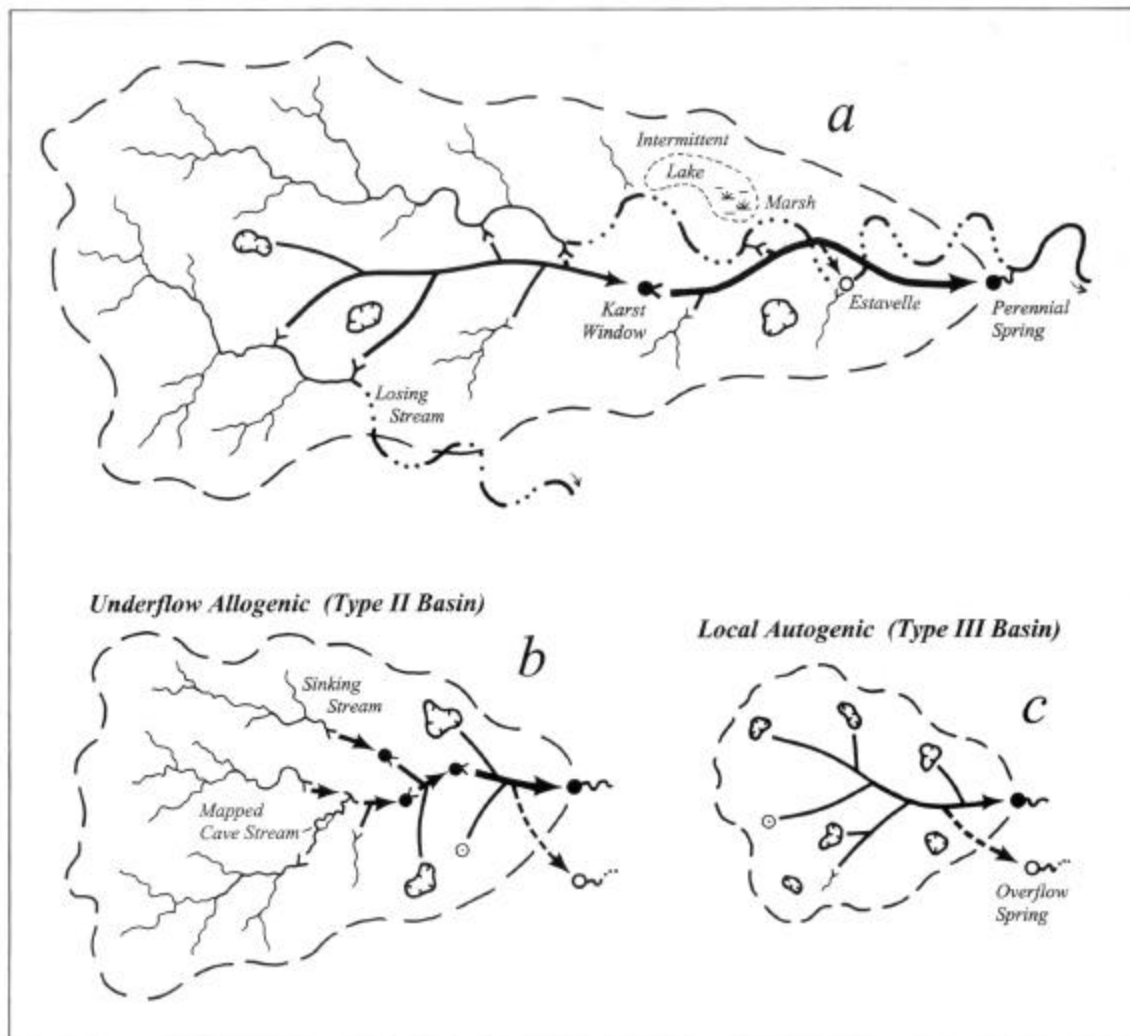 a
Intermittent
Lake
Marsh
Karst
Window
Estavelle
Perennial
Spring
Losing
Stream
Underflow Allogenic (Type II Basin)
b
Sinking
Stream
Mapped
Cave Stream
Local Autogenic (Type III Basin)
c
Overflow
Spring